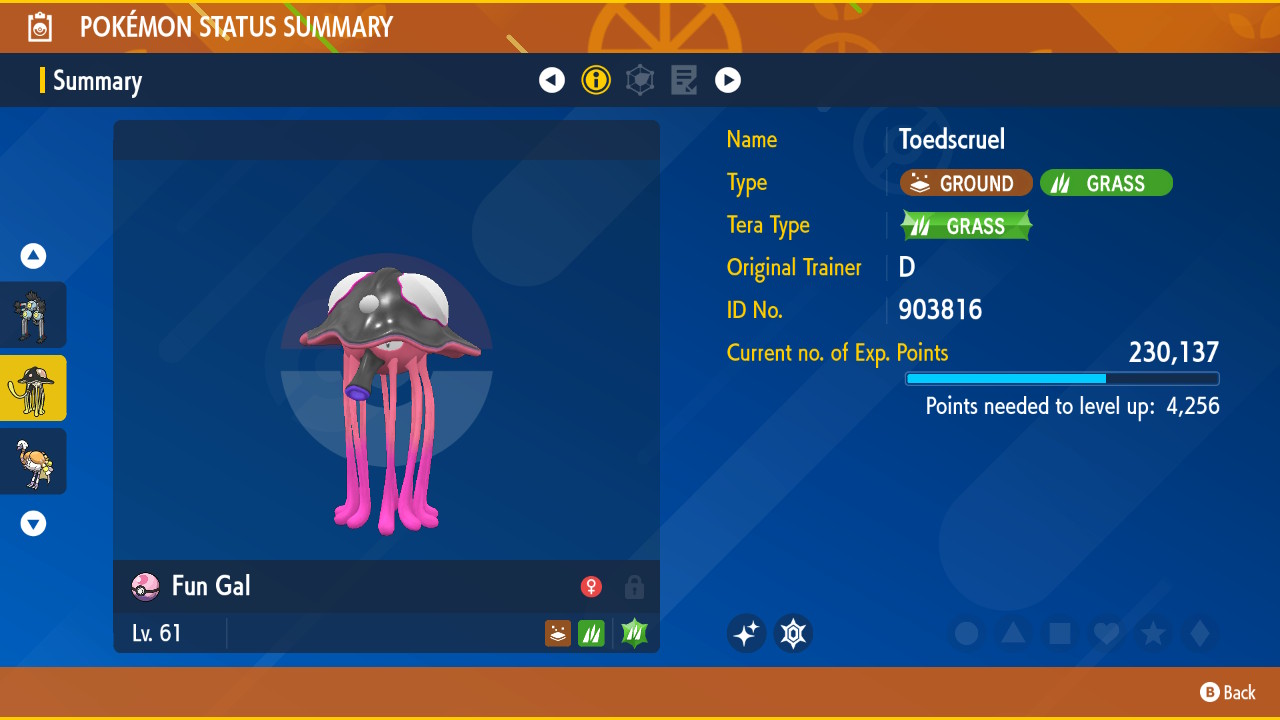 POKÉMON STATUS SUMMARY
Summary
Name Toedscruel
Type GROUND GRASS
Tera Type GRASS
Original Trainer D
ID No. 903816
Current no. of Exp. Points 230,137
Points needed to level up: 4,256
Fun Gal
Lv. 61
B Back